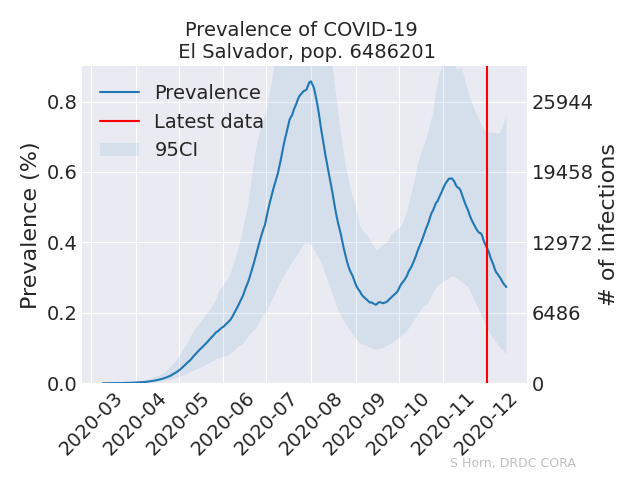 Prevalence of COVID-19
El Salvador, pop. 6486201
Prevalence
Latest data
95CI
Prevalence (%)
0.8
0.6
0.4
0.2
0.0
25944
19458
12972
6486
0
# of infections
2020-03
2020-04
2020-05
2020-06
2020-07
2020-08
2020-09
2020-10
2020-11
2020-12
S Horn, DRDC CORA